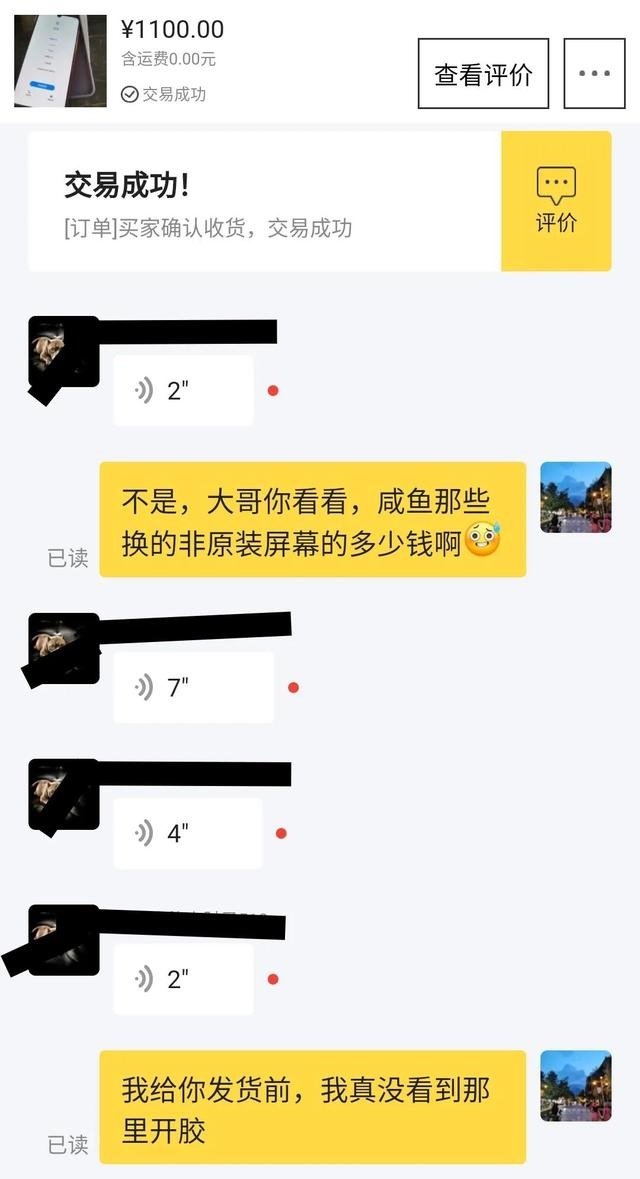 ¥1100.00
含运费0.00元
交易成功
查看评价
交易成功！
[订单]买家确认收货，交易成功
评价
2"
不是，大哥你看看，咸鱼那些
换的非原装屏幕的多少钱啊
已读
7"
4"
2"
我给你发货前，我真没看到那
里开胶
已读